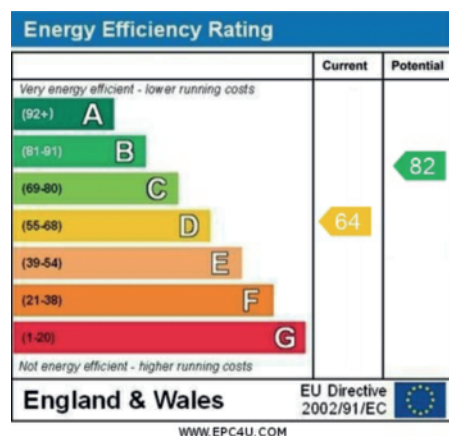 Energy Efficiency Rating
Current Potential
Very energy efficient - lower running costs
(92+) A
(81-91) B
82
(69-80) C
(55-68) D
64
(39-54) E
(21-38) F
(1-20) G
Not energy efficient - higher running costs
England & Wales
EU Directive
2002/91/EC
WWW.EPC4U.COM